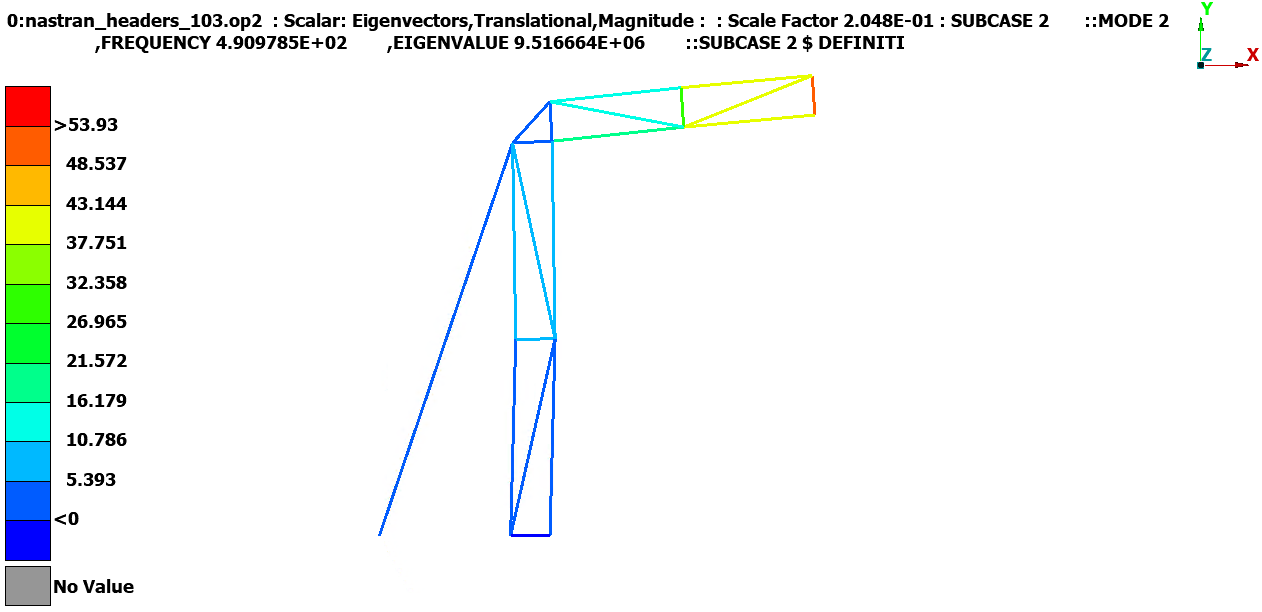 0:nastran_headers_103.op2 : Scalar: Eigenvectors,Translational,Magnitude : : Scale Factor 2.048E-01 : SUBCASE 2 ::MODE 2
,FREQUENCY 4.909785E+02 ,EIGENVALUE 9.516664E+06 ::SUBCASE 2 $ DEFINITI
Y
Z X
>53.93
48.537
43.144
37.751
32.358
26.965
21.572
16.179
10.786
5.393
<0
No Value